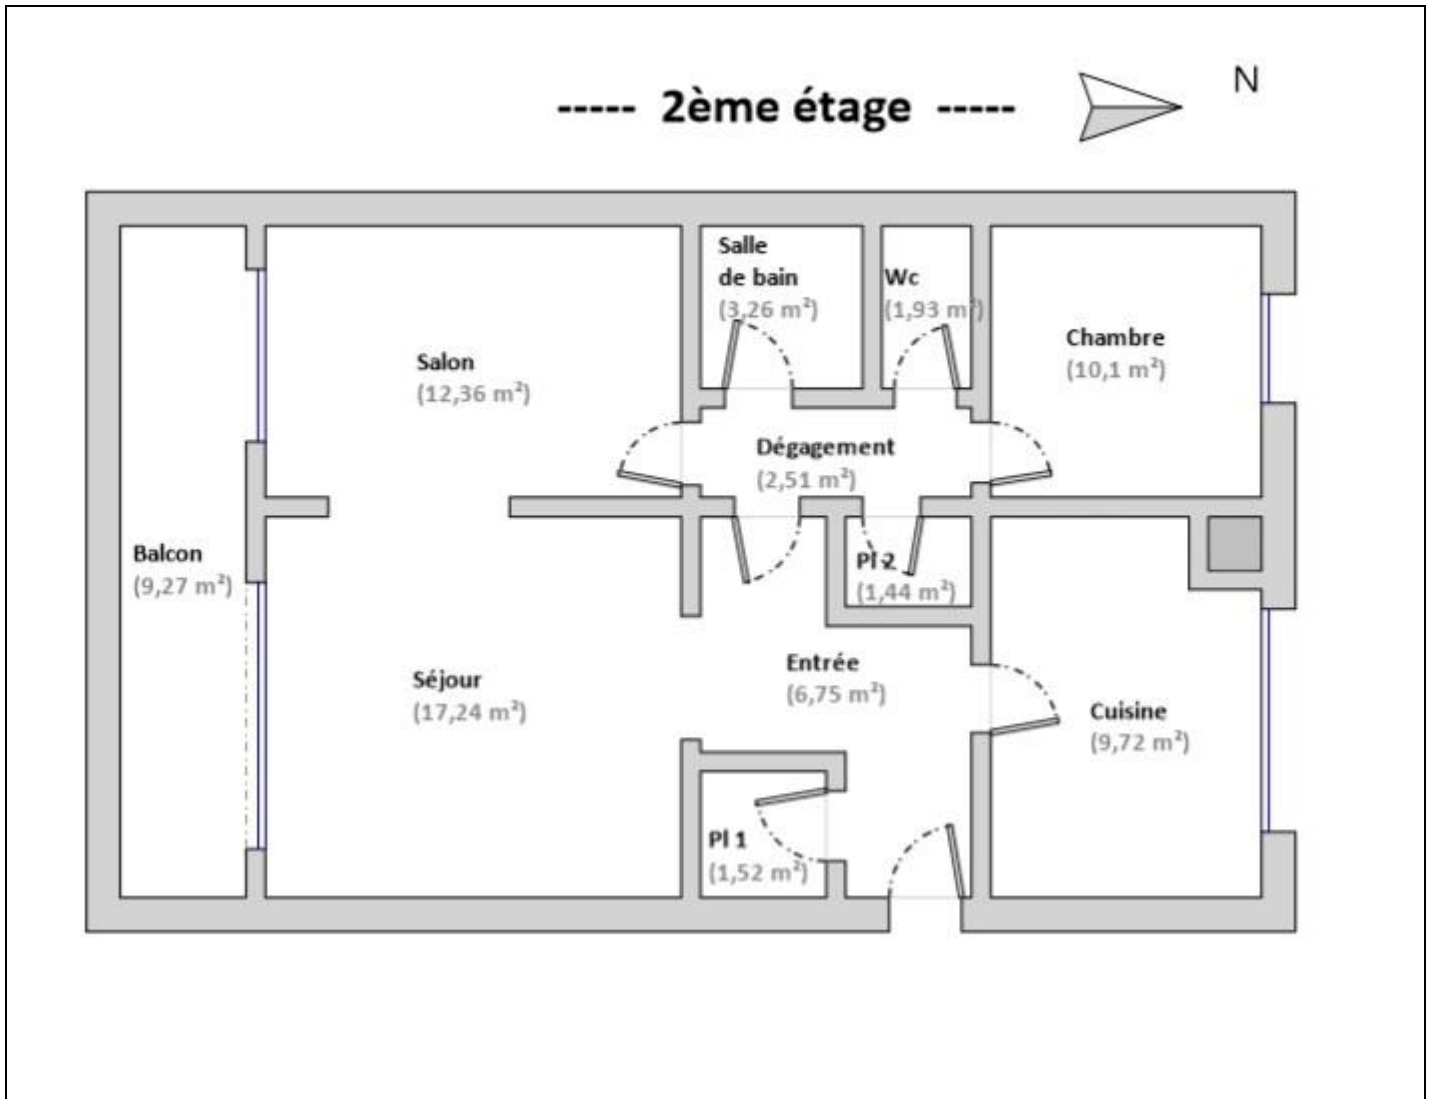 ----- 2ème étage -----
N
Salle
de bain
(3,26 m²)
Wc
(1,93 m²)
Chambre
(10,1 m²)
Salon
(12,36 m²)
Dégagement
(2,51 m²)
Balcon
(9,27 m²)
Pl 2
(1,44 m²)
Entrée
(6,75 m²)
Séjour
(17,24 m²)
Cuisine
(9,72 m²)
Pl 1
(1,52 m²)